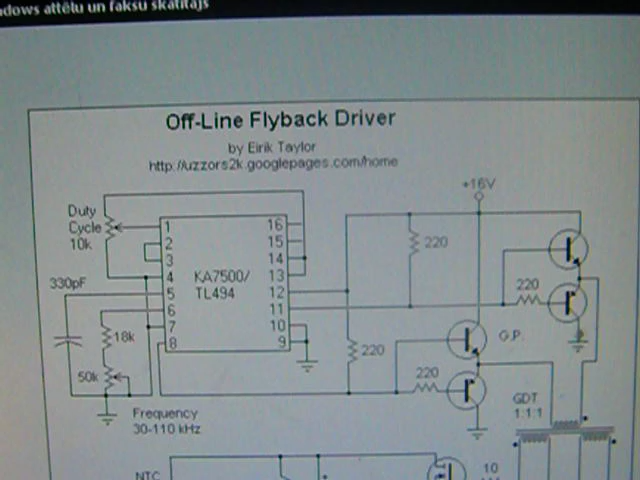 ndows attēlu un faksu skatītājs
Off-Line Flyback Driver
by Eirik Taylor
http://uzzors2k.googlepages.com/home
+16V
Duty
Cycle
10k
1
2
3
4
5
6
7
8
16
15
14
13
12
11
10
9
KA7500/
TL494
330pF
18k
50k
220
220
220
220
G.P.
GDT
1:1:1
Frequency
30-110 kHz
NTC
10